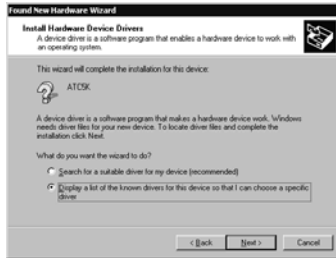 Found New Hardware Wizard
Install Hardware Device Drivers
A device driver is a software program that enables a hardware device to work with
an operating system.
This wizard will complete the installation for this device:
ATC5K
A device driver is a software program that makes a hardware device work. Windows
needs driver files for your new device. To locate driver files and complete the
installation click Next.
What do you want the wizard to do?
Search for a suitable driver for my device (recommended)
Display a list of the known drivers for this device so that I can choose a specific
driver
< Back
Next >
Cancel